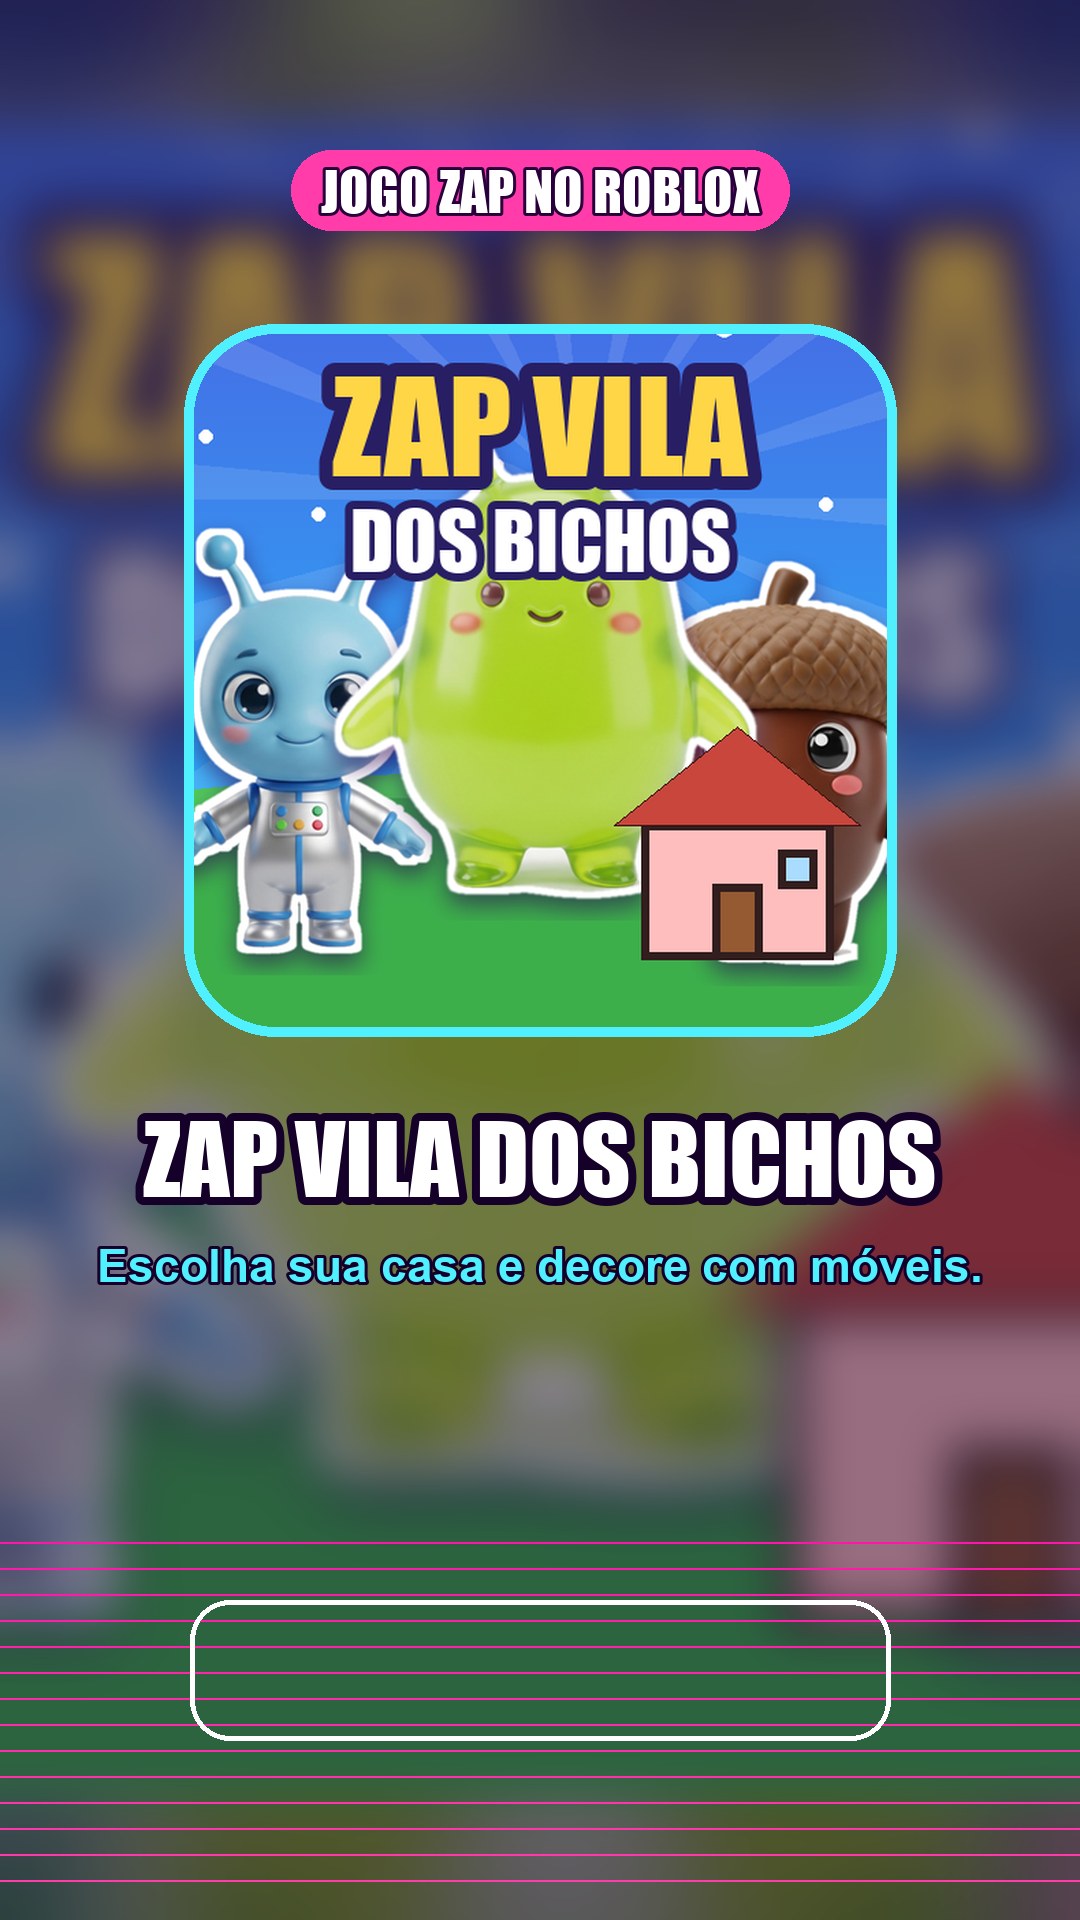 JOGO ZAP NO ROBLOX
ZAP VILA
DOS BICHOS
ZAP VILA DOS BICHOS
Escolha sua casa e decore com móveis.